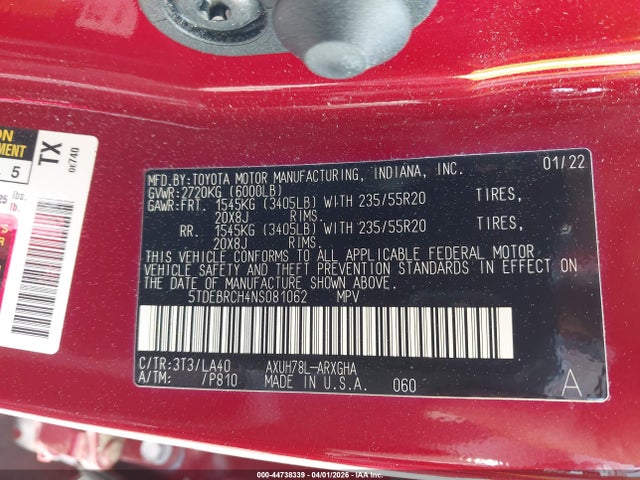 MFD.BY: TOYOTA MOTOR MANUFACTURING, INDIANA, INC. 01/22
GVWR: 2720KG (6000LB)
GAWR: FRT. 1545KG (3405LB) WITH 235/55R20 TIRES,
20X8J RIMS.
RR. 1545KG (3405LB) WITH 235/55R20 TIRES,
20X8J RIMS.
THIS VEHICLE CONFORMS TO ALL APPLICABLE FEDERAL MOTOR
VEHICLE SAFETY AND THEFT PREVENTION STANDARDS IN EFFECT ON
THE DATE OF MANUFACTURE SHOWN ABOVE.
5TDEBRCH4NS081062 MPV
C/TR: 3T3/LA40 AXUH78L-ARXGHA
A/TM: /P810 MADE IN U.S.A. 060 A
TX
0E740
5
lbs.
000-44738339 - 04/01/2026 - IAA Inc.